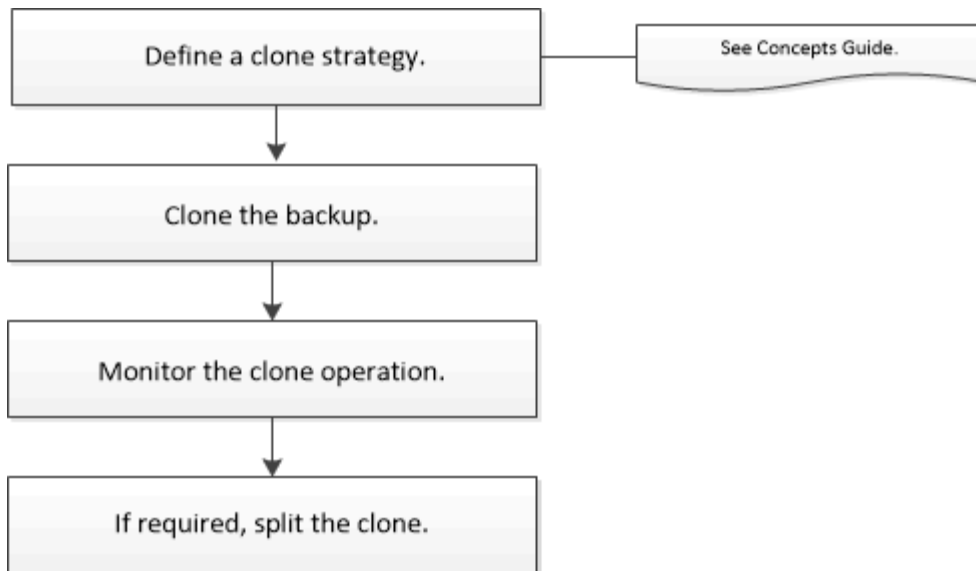 Define a clone strategy.
See Concepts Guide.
Clone the backup.
Monitor the clone operation.
If required, split the clone.